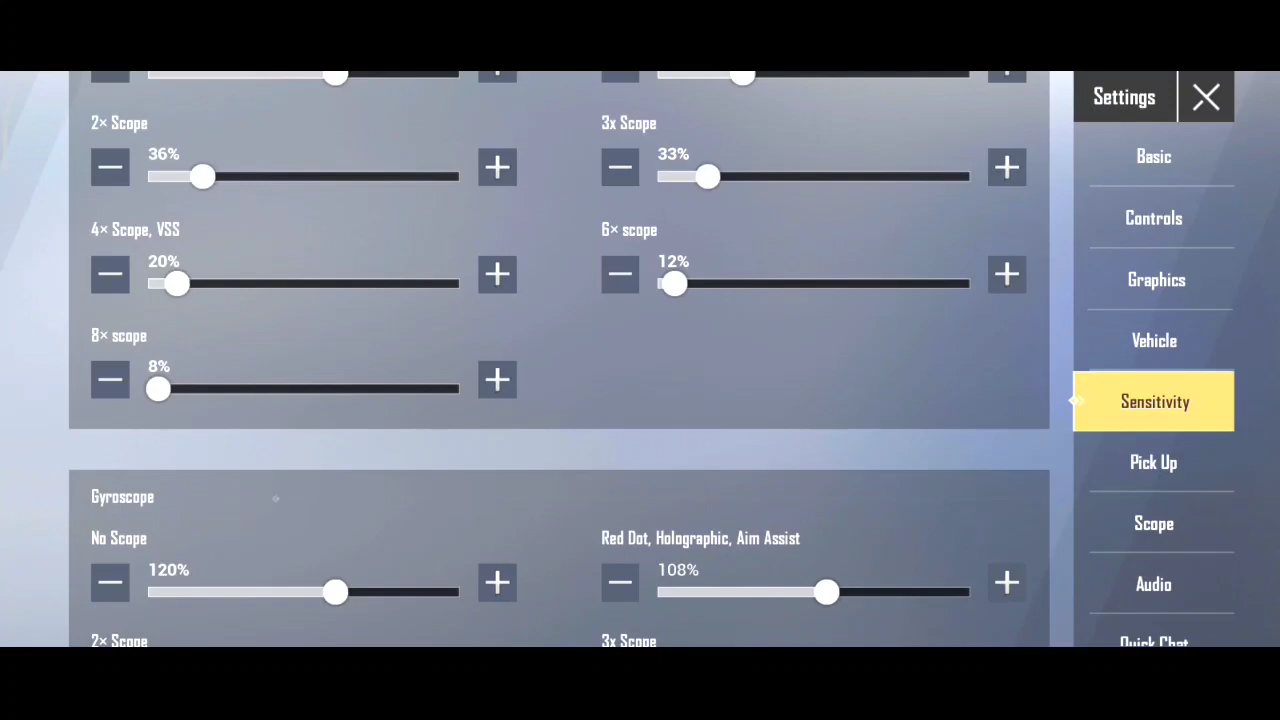 2× Scope
36%
3x Scope
33%
4× Scope, VSS
20%
6× scope
12%
8× scope
8%
Gyroscope
No Scope
120%
Red Dot, Holographic, Aim Assist
108%
2× Scope
3x Scope
Settings
Basic
Controls
Graphics
Vehicle
Sensitivity
Pick Up
Scope
Audio
Quick Chat